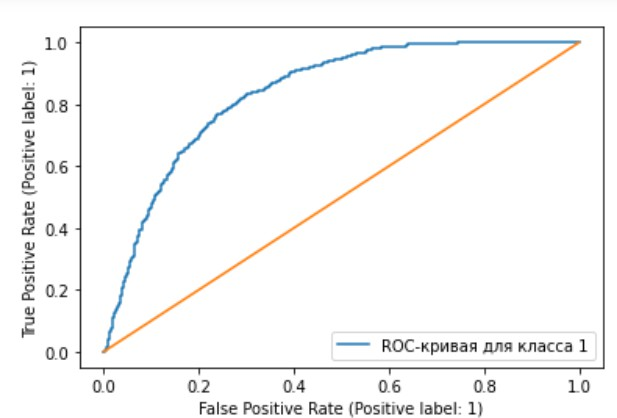 1.0
0.8
0.6
0.4
0.2
0.0
True Positive Rate (Positive label: 1)
ROC-кривая для класса 1
0.0 0.2 0.4 0.6 0.8 1.0
False Positive Rate (Positive label: 1)